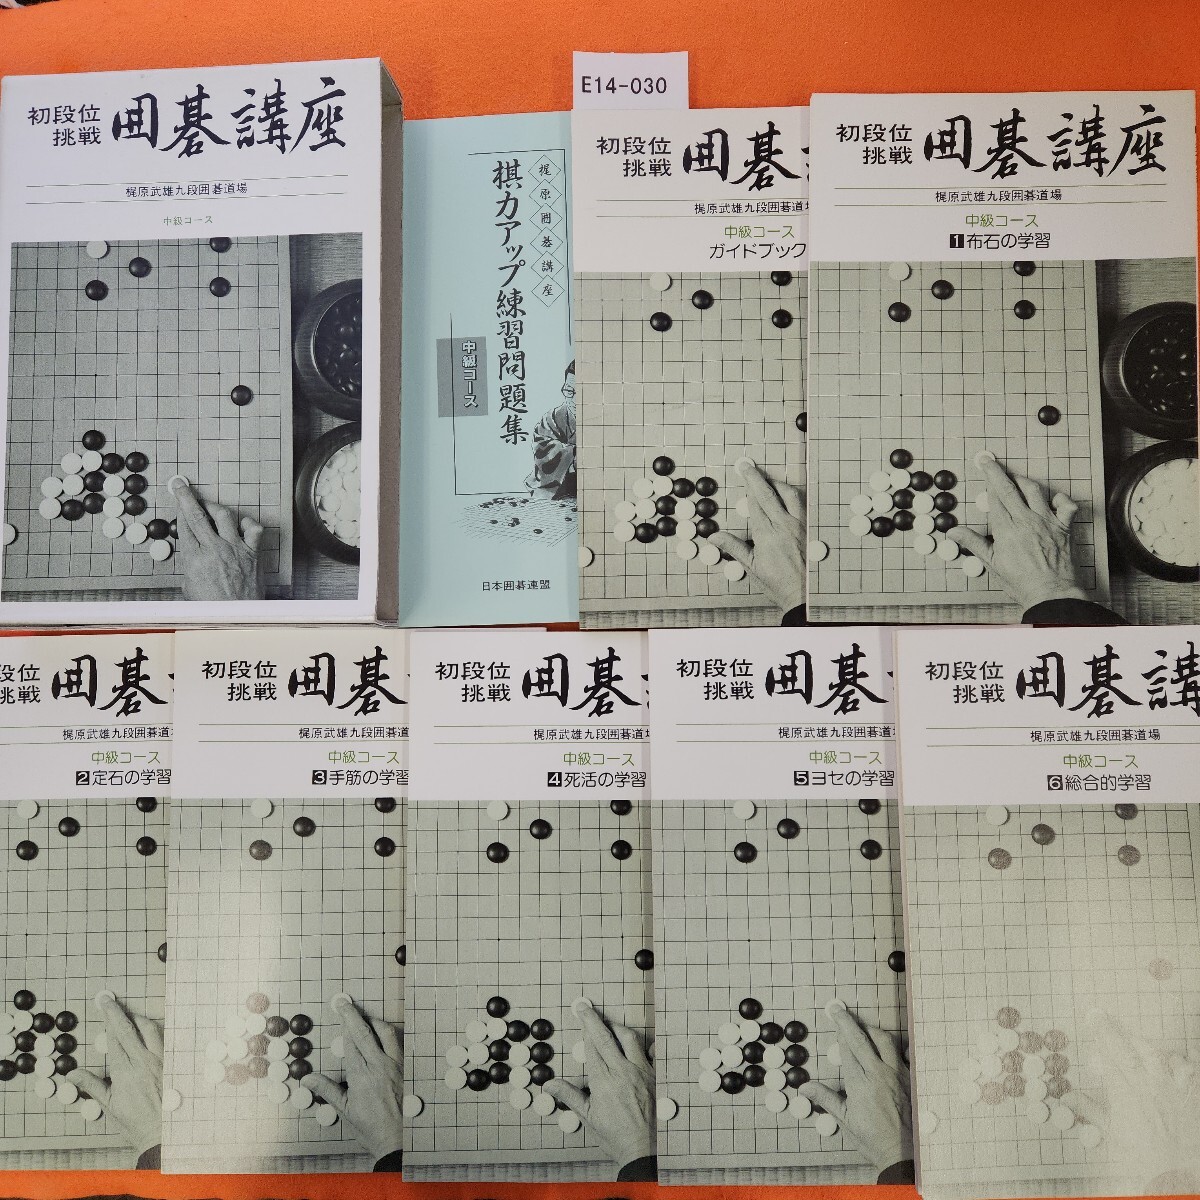 初段位
挑戦
囲碁講座
梶原武雄九段囲碁道場
中級コース
梶原囲碁講座
棋力アップ練習問題集
中級コース
日本囲碁連盟
E14-030
初段位
挑戦
囲碁
梶原武雄九段囲碁道
中級コース
ガイドブック
初段位
挑戦
囲碁講座
梶原武雄九段囲碁道場
中級コース
1布石の学習
段位
挑戦
囲碁
梶原武雄九段囲碁道
中級コース
2定石の学習
初段位
挑戦
囲碁
梶原武雄九段囲碁道
中級コース
3手筋の学習
初段位
挑戦
囲碁
梶原武雄九段囲碁道
中級コース
4死活の学習
初段位
挑戦
囲碁
梶原武雄九段囲碁道
中級コース
5ヨセの学習
初段位
挑戦
囲碁講
梶原武雄九段囲碁道場
中級コース
6総合的学習